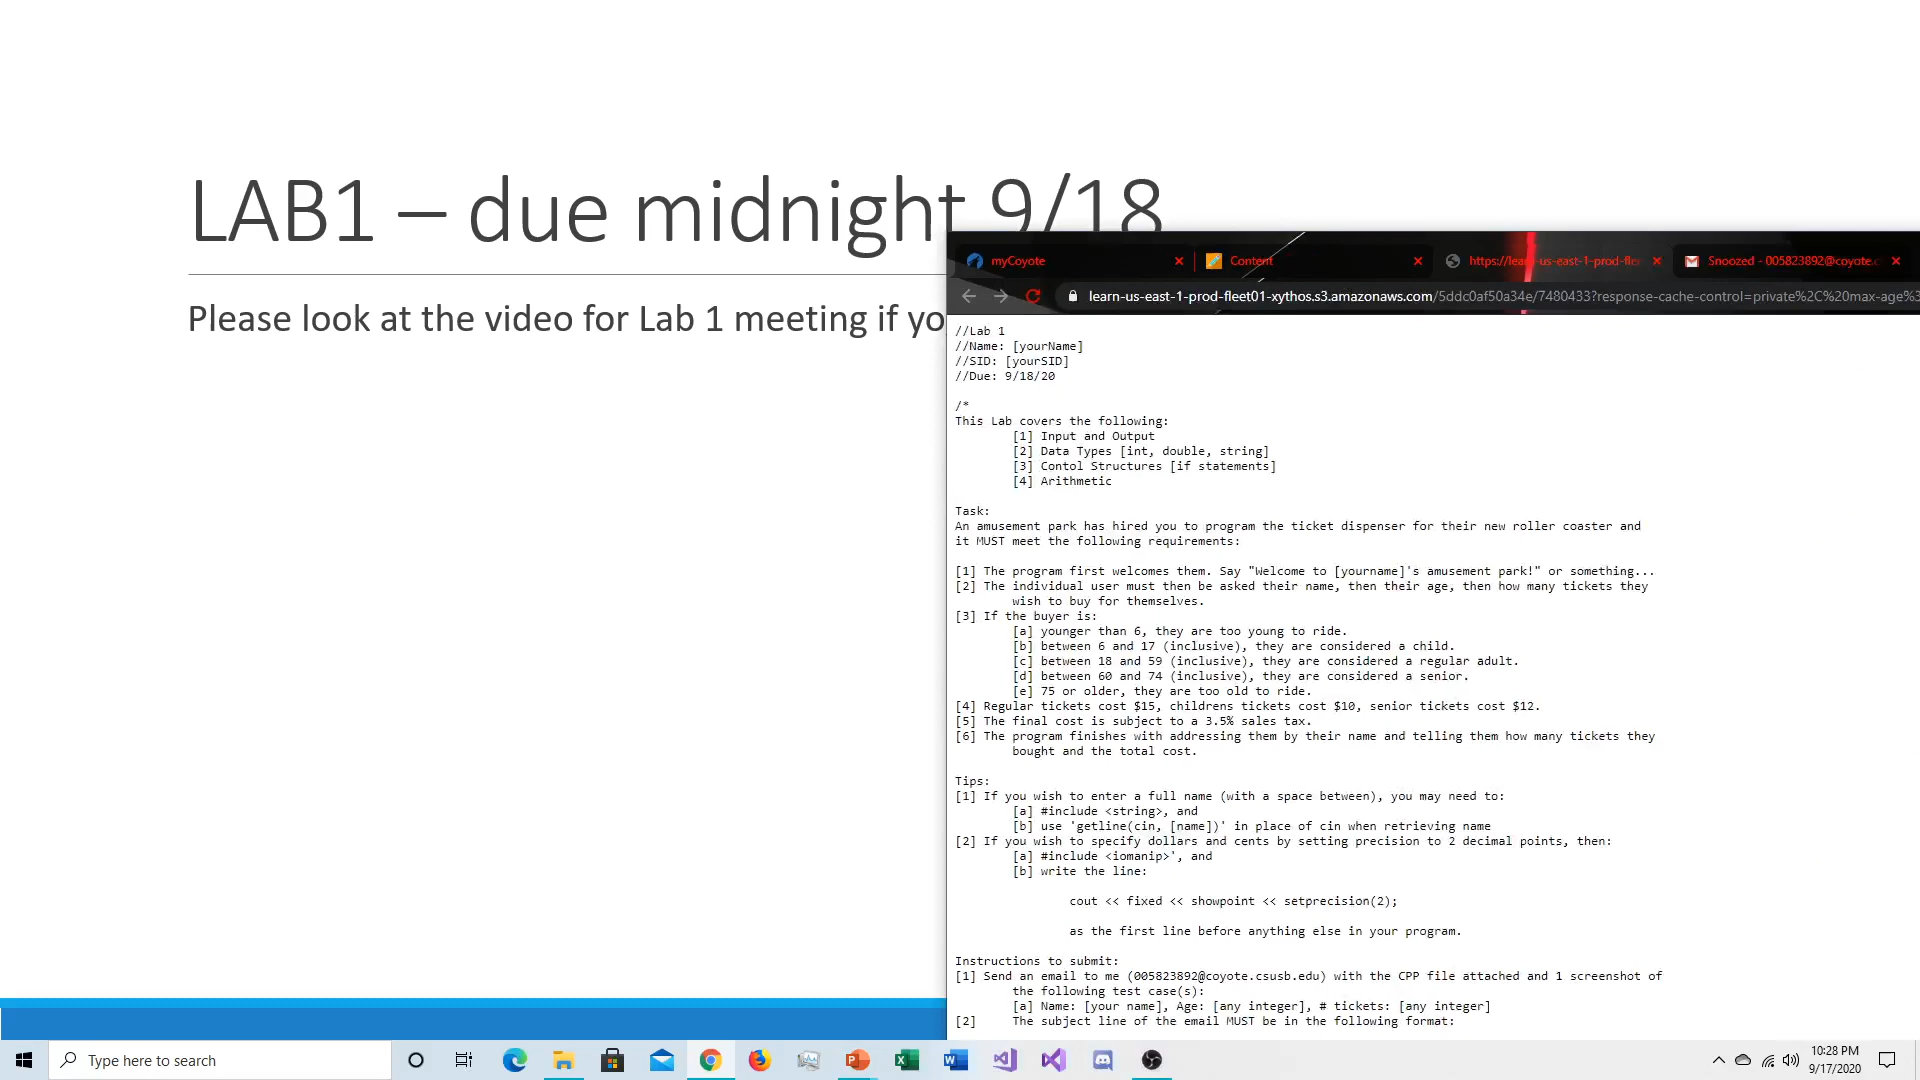 LAB1 – due midnight 9/18
Please look at the video for Lab 1 meeting if yo
myCoyote
Content
https://learn-us-east-1-prod-fle
Snoozed - 005823892@coyote.c
learn-us-east-1-prod-fleet01-xythos.s3.amazonaws.com/5ddc0af50a34e/7480433?response-cache-control=private%2C%20max-age%3
//Lab 1
//Name: [yourName]
//SID: [yourSID]
//Due: 9/18/20
/*
This Lab covers the following:
[1] Input and Output
[2] Data Types [int, double, string]
[3] Contol Structures [if statements]
[4] Arithmetic
Task:
An amusement park has hired you to program the ticket dispenser for their new roller coaster and
it MUST meet the following requirements:
[1] The program first welcomes them. Say "Welcome to [yourname]'s amusement park!" or something...
[2] The individual user must then be asked their name, then their age, then how many tickets they
wish to buy for themselves.
[3] If the buyer is:
[a] younger than 6, they are too young to ride.
[b] between 6 and 17 (inclusive), they are considered a child.
[c] between 18 and 59 (inclusive), they are considered a regular adult.
[d] between 60 and 74 (inclusive), they are considered a senior.
[e] 75 or older, they are too old to ride.
[4] Regular tickets cost $15, childrens tickets cost $10, senior tickets cost $12.
[5] The final cost is subject to a 3.5% sales tax.
[6] The program finishes with addressing them by their name and telling them how many tickets they
bought and the total cost.
Tips:
[1] If you wish to enter a full name (with a space between), you may need to:
[a] #include <string>, and
[b] use 'getline(cin, [name])' in place of cin when retrieving name
[2] If you wish to specify dollars and cents by setting precision to 2 decimal points, then:
[a] #include <iomanip>', and
[b] write the line:
cout << fixed << showpoint << setprecision(2);
as the first line before anything else in your program.
Instructions to submit:
[1] Send an email to me (005823892@coyote.csusb.edu) with the CPP file attached and 1 screenshot of
the following test case(s):
[a] Name: [your name], Age: [any integer], # tickets: [any integer]
[2] The subject line of the email MUST be in the following format:
Type here to search
10:28 PM
9/17/2020